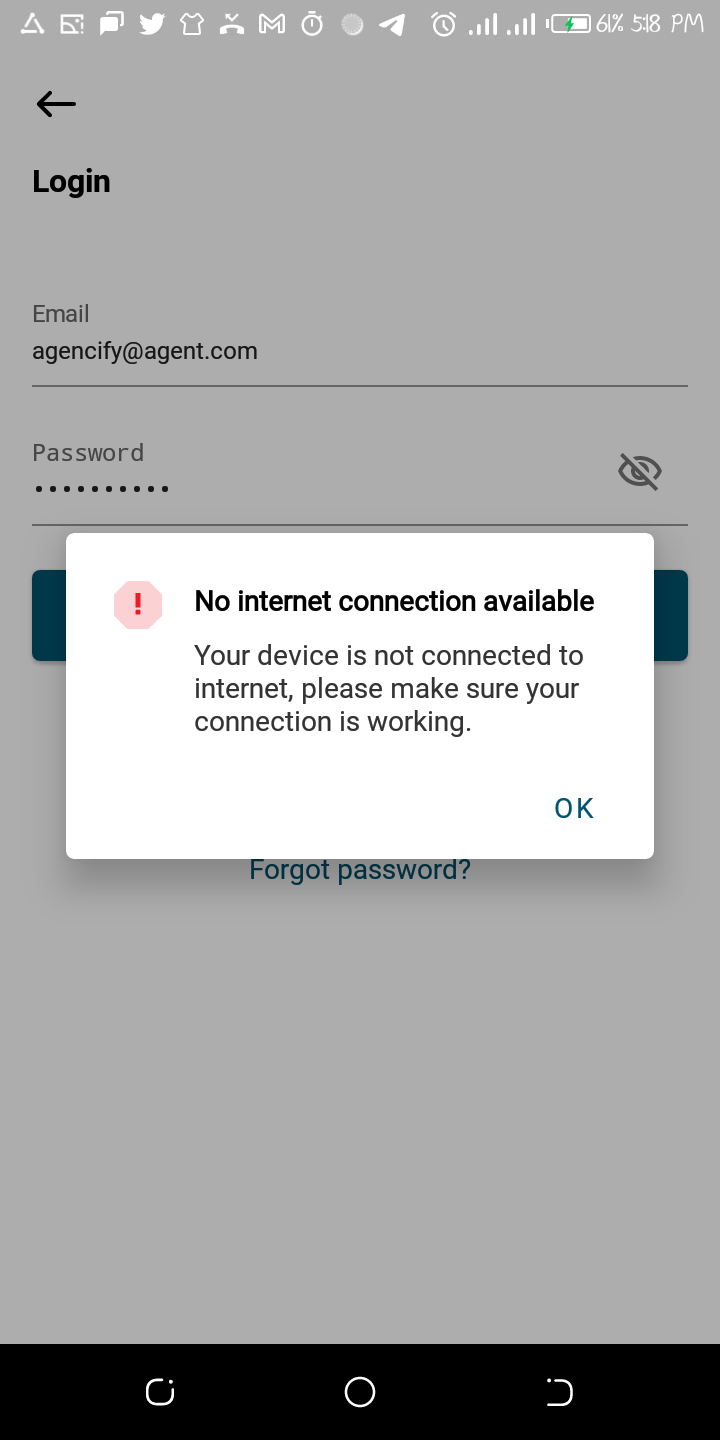 61% 5:18 PM
Login
Email
agencify@agent.com
Password
No internet connection available
Your device is not connected to
internet, please make sure your
connection is working.
OK
Forgot password?